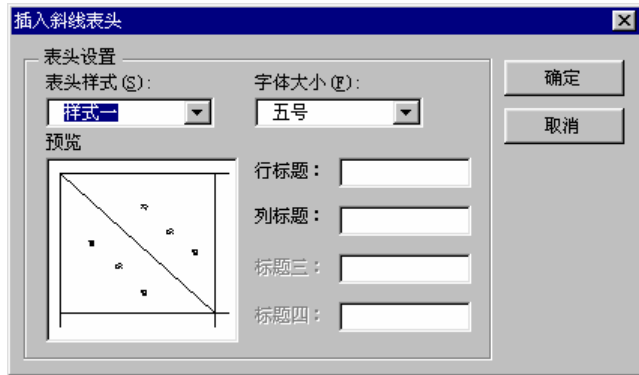 插入斜线表头
表头设置
表头样式(S):
字体大小(F):
样式一
五号
预览
行标题：
列标题：
标题三：
标题四：
确定
取消